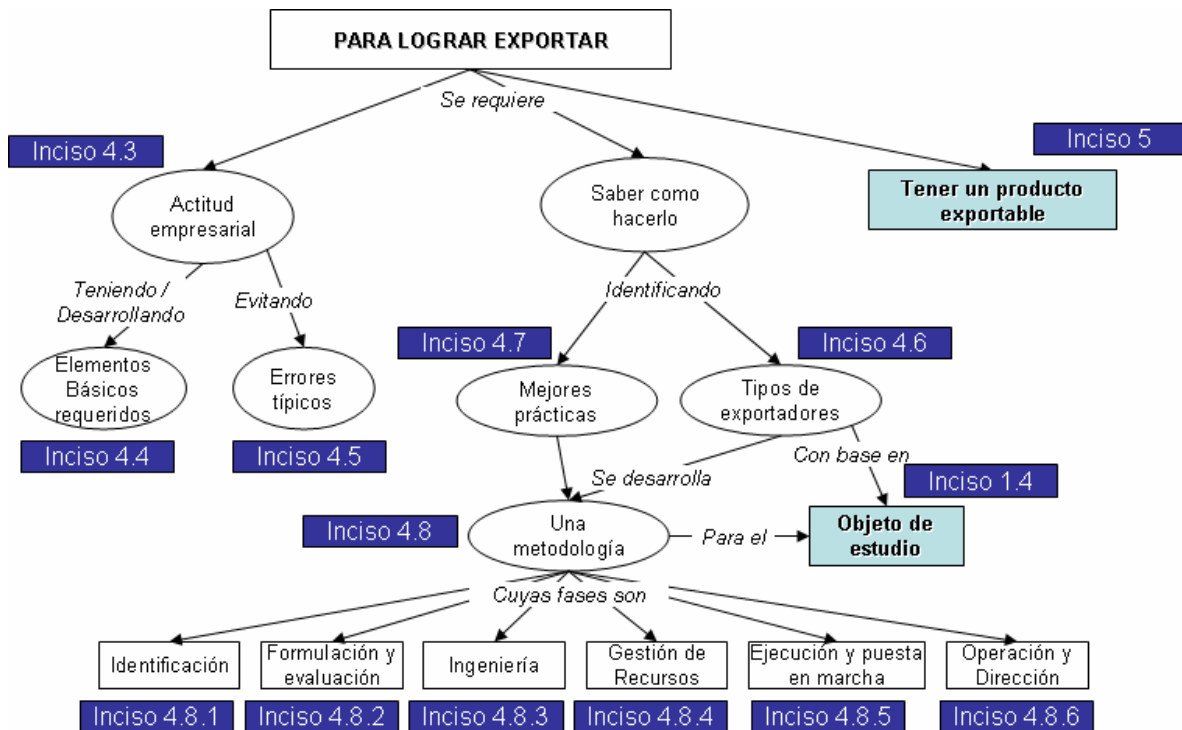 PARA LOGRAR EXPORTAR
Se requiere
Inciso 4.3
Inciso 5
Actitud
empresarial
Saber como
hacerlo
Tener un producto
exportable
Teniendo /
Desarrollando
Evitando
Identificando
Inciso 4.7
Inciso 4.6
Elementos
Básicos
requeridos
Errores
típicos
Mejores
prácticas
Tipos de
exportadores
Inciso 4.4
Inciso 4.5
Se desarrolla
Con base en
Inciso 1.4
Inciso 4.8
Una
metodología
Para el
Objeto de
estudio
Cuyas fases son
Identificación
Formulación y
evaluación
Ingeniería
Gestión de
Recursos
Ejecución y puesta
en marcha
Operación y
Dirección
Inciso 4.8.1
Inciso 4.8.2
Inciso 4.8.3
Inciso 4.8.4
Inciso 4.8.5
Inciso 4.8.6